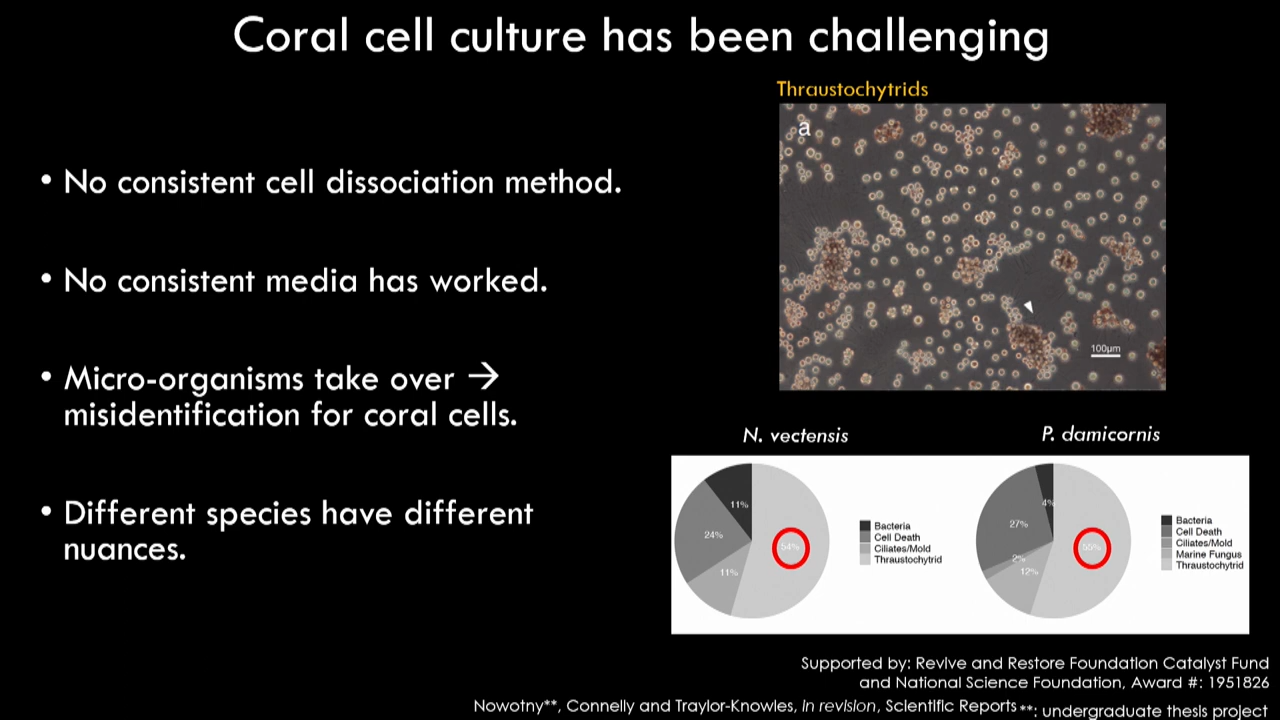 Coral cell culture has been challenging
• No consistent cell dissociation method.
• No consistent media has worked.
• Micro-organisms take over →
misidentification for coral cells.
• Different species have different
nuances.
Thraustochytrids
a
100µm
N. vectensis
11%
24%
54%
11%
Bacteria
Cell Death
Ciliates/Mold
Thraustochytrid
P. damicornis
4%
27%
55%
2%
12%
Bacteria
Cell Death
Ciliates/Mold
Marine Fungus
Thraustochytrid
Supported by: Revive and Restore Foundation Catalyst Fund
and National Science Foundation, Award #: 1951826
Nowotny**, Connelly and Traylor-Knowles, in revision, Scientific Reports **: undergraduate thesis project